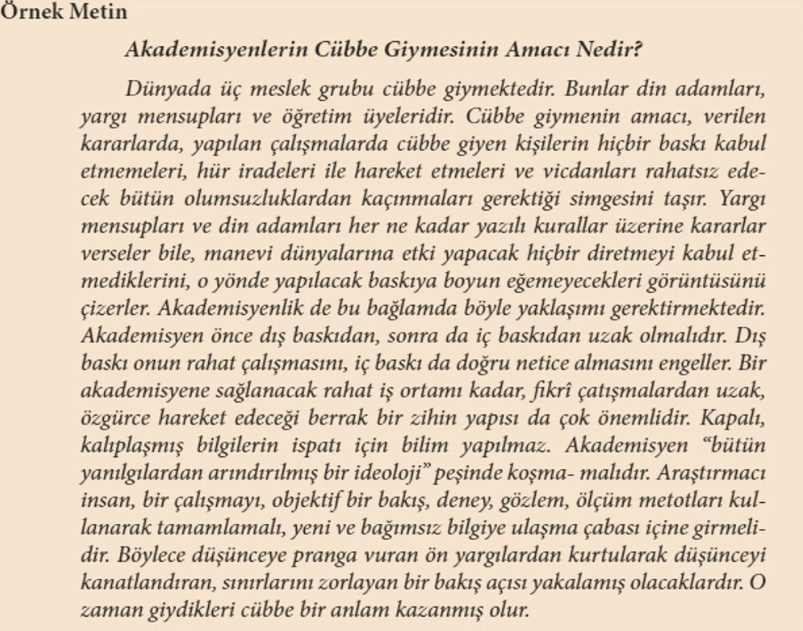 Örnek Metin
Akademisyenlerin Cübbe Giymesinin Amacı Nedir?
Dünyada üç meslek grubu cübbe giymektedir. Bunlar din adamları,
yargı mensupları ve öğretim üyeleridir. Cübbe giymenin amacı, verilen
kararlarda, yapılan çalışmalarda cübbe giyen kişilerin hiçbir baskı kabul
etmemeleri, hür iradeleri ile hareket etmeleri ve vicdanları rahatsız ede-
cek bütün olumsuzluklardan kaçınmaları gerektiği simgesini taşır. Yargı
mensupları ve din adamları her ne kadar yazılı kurallar üzerine kararlar
verseler bile, manevi dünyalarına etki yapacak hiçbir diretmeyi kabul et-
mediklerini, o yönde yapılacak baskıya boyun eğemeyecekleri görüntüsünü
çizerler. Akademisyenlik de bu bağlamda böyle yaklaşımı gerektirmektedir.
Akademisyen önce dış baskıdan, sonra da iç baskıdan uzak olmalıdır. Dış
baskı onun rahat çalışmasını, iç baskı da doğru netice almasını engeller. Bir
akademisyene sağlanacak rahat iş ortamı kadar, fikrî çatışmalardan uzak,
özgürce hareket edeceği berrak bir zihin yapısı da çok önemlidir. Kapalı,
kalıplaşmış bilgilerin ispatı için bilim yapılmaz. Akademisyen “bütün
yanılgılardan arındırılmış bir ideoloji” peşinde koşma- malıdır. Araştırmacı
insan, bir çalışmayı, objektif bir bakış, deney, gözlem, ölçüm metotları kul-
lanarak tamamlamalı, yeni ve bağımsız bilgiye ulaşma çabası içine girmeli-
dir. Böylece düşünceye pranga vuran ön yargılardan kurtularak düşünceyi
kanatlandıran, sınırlarını zorlayan bir bakış açısı yakalamış olacaklardır. O
zaman giydikleri cübbe bir anlam kazanmış olur.